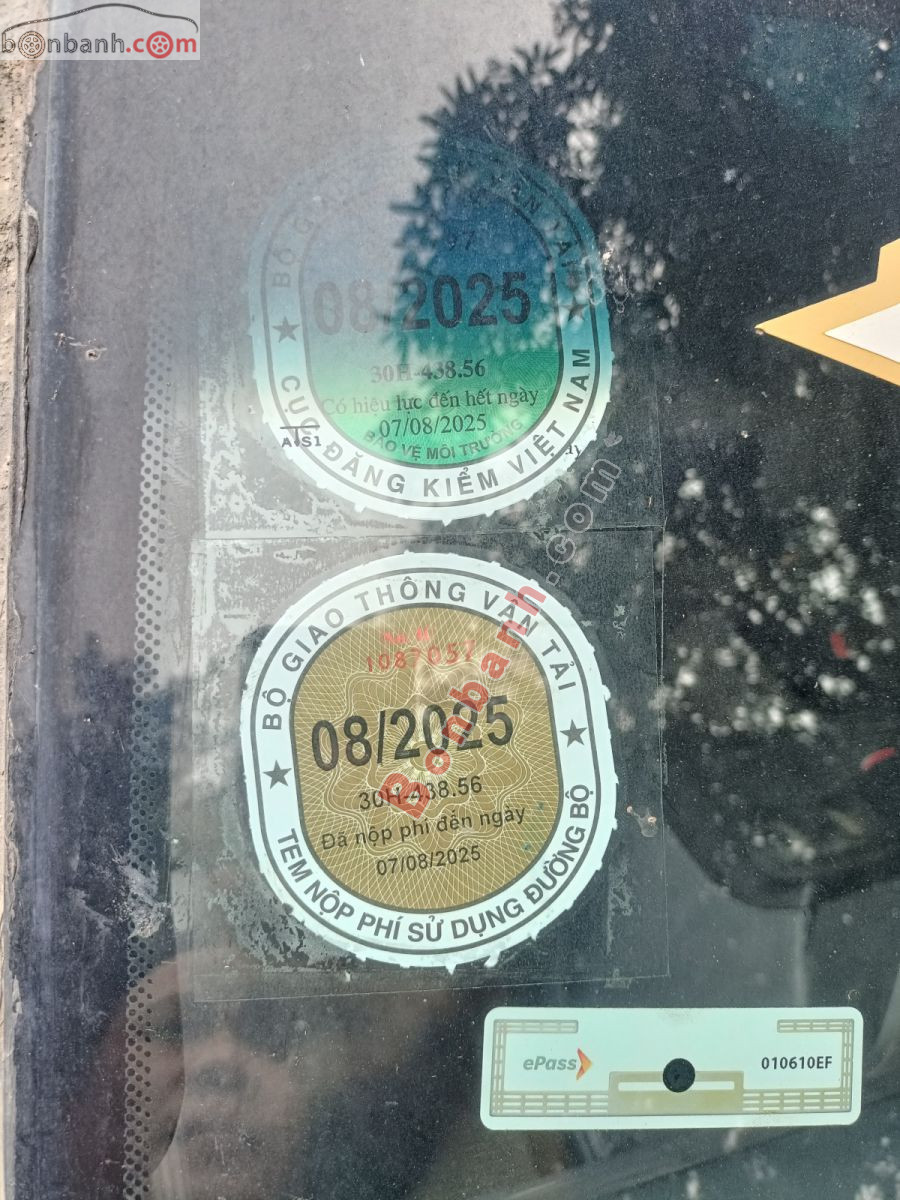 bonbanh.com
TẢI
08/2025
30H-438.56
Có hiệu lực đến hết ngày
07/08/2025
BẢO VỆ MÔI TRƯỜNG
CỤC ĐĂNG KIỂM VIỆT NAM
BỘ GIAO THÔNG VẬN TẢI
1087057
08/2025
30H-438.56
Đã nộp phí đến ngày
07/08/2025
TEM NỘP PHÍ SỬ DỤNG ĐƯỜNG BỘ
Bonbanh.com
ePass
010610EF